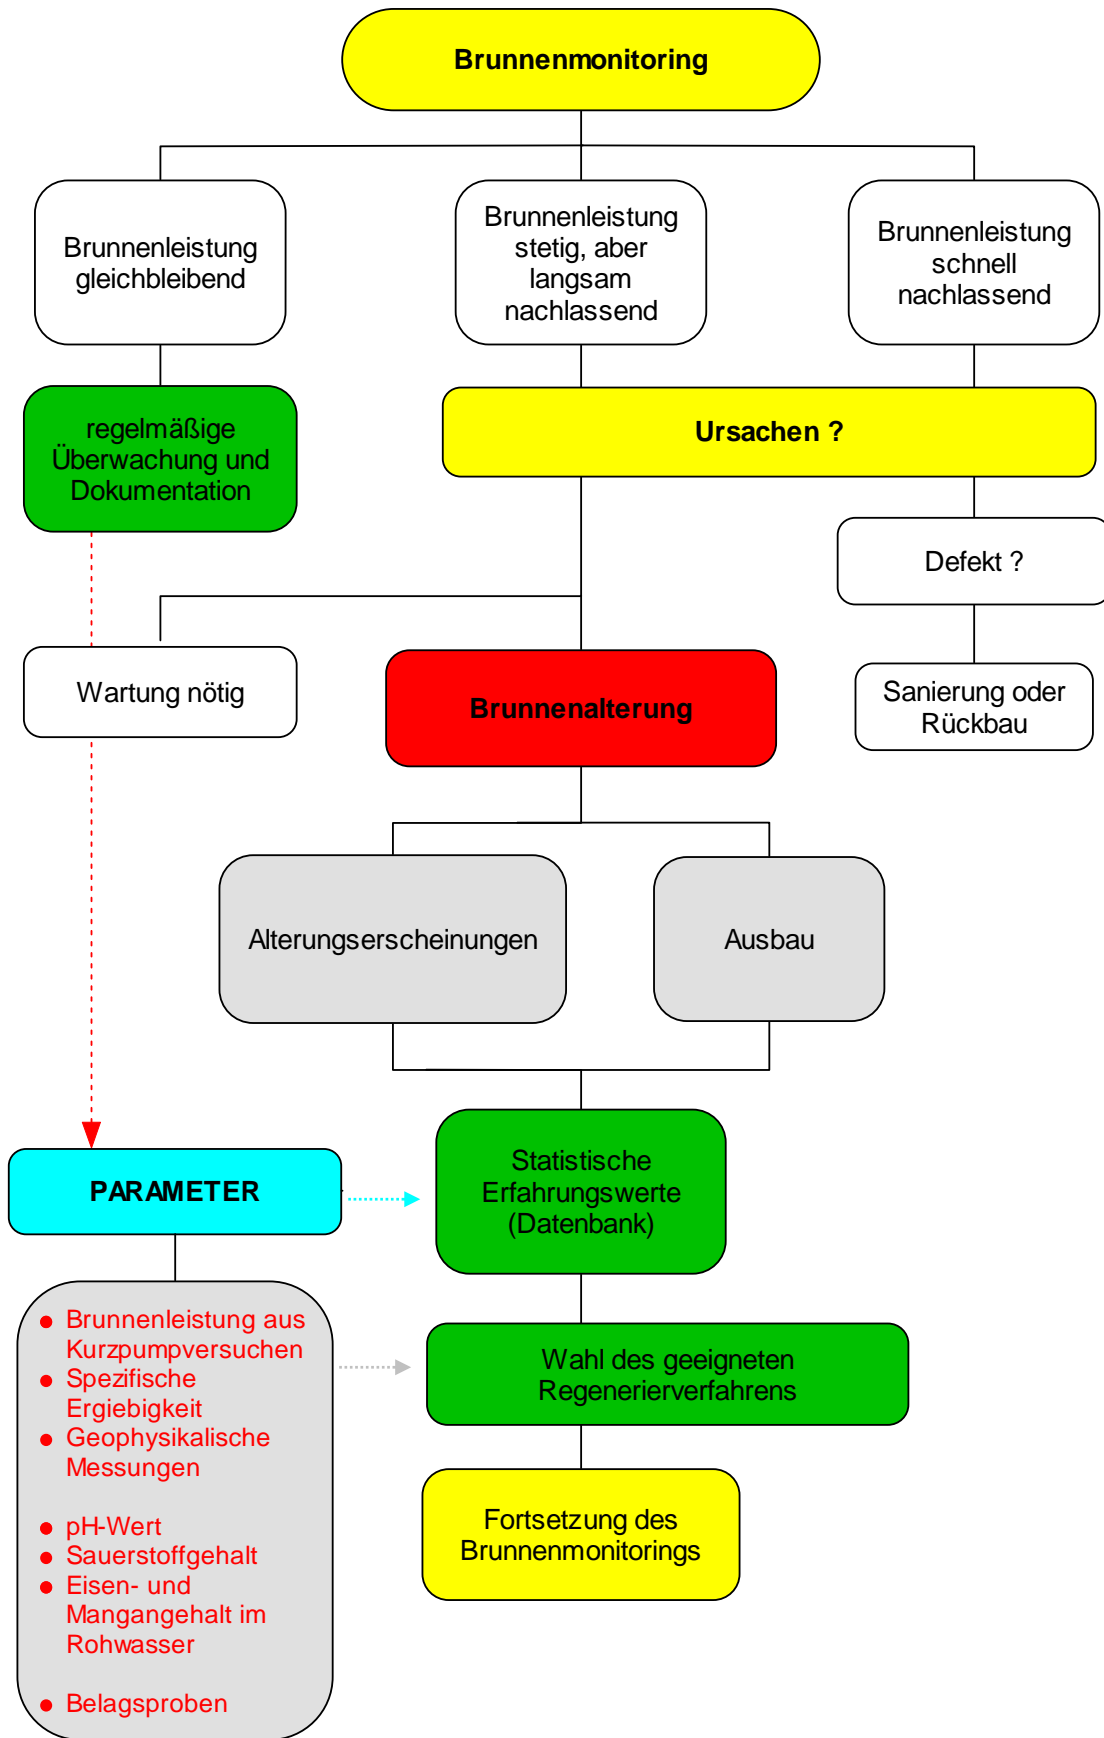 Brunnenmonitoring
Brunnenleistung
gleichbleibend
Brunnenleistung
stetig, aber
langsam
nachlassend
Brunnenleistung
schnell
nachlassend
regelmäßige
Überwachung und
Dokumentation
Ursachen ?
Defekt ?
Wartung nötig
Brunnenalterung
Sanierung oder
Rückbau
Alterungserscheinungen
Ausbau
PARAMETER
Statistische
Erfahrungswerte
(Datenbank)
● Brunnenleistung aus
Kurzpumpversuchen
● Spezifische
Ergiebigkeit
● Geophysikalische
Messungen
● pH-Wert
● Sauerstoffgehalt
● Eisen- und
Mangangehalt im
Rohwasser
● Belagsproben
Wahl des geeigneten
Regenerierverfahrens
Fortsetzung des
Brunnenmonitorings